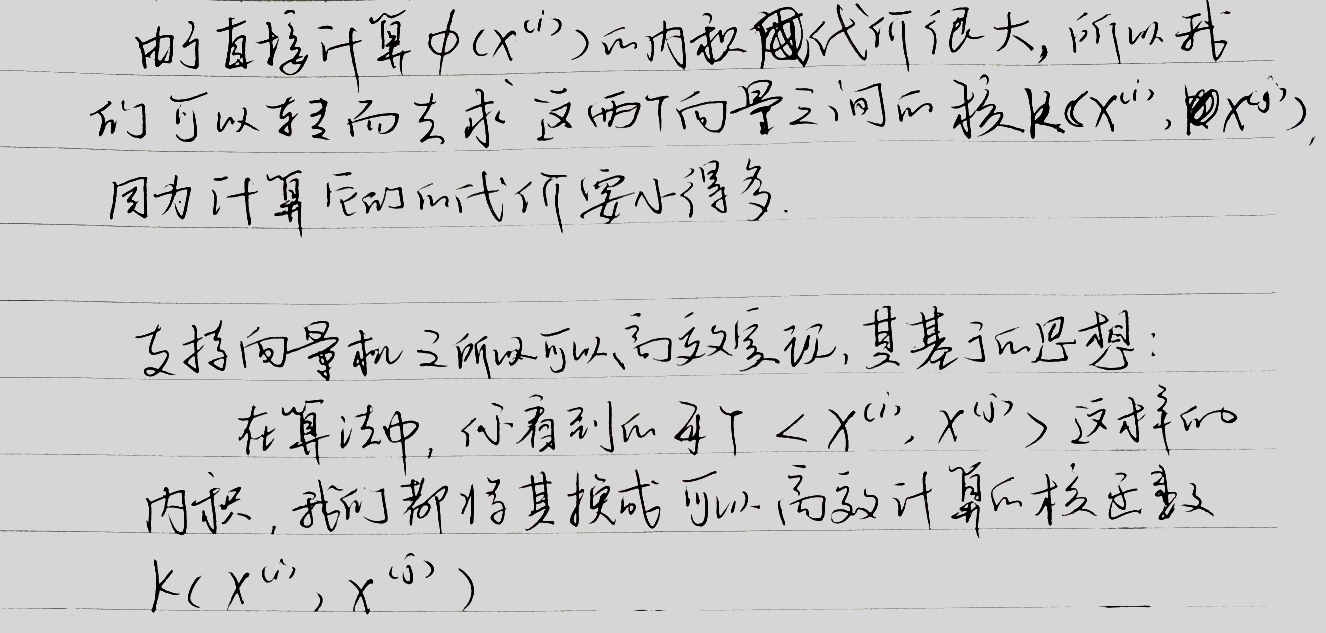 由于直接计算φ(x⁽ⁱ⁾)的内积代价很大,所以我
们可以转而去求这两个向量之间的核K(x⁽ⁱ⁾,x⁽ʲ⁾),
因为计算它们的代价要小得多.
支持向量机之所以可以高效实现,其基于的思想:
在算法中,你看到的每个<x⁽ⁱ⁾,x⁽ʲ⁾>这样的
内积,我们都将其换成可以高效计算的核函数
K(x⁽ⁱ⁾,x⁽ʲ⁾)